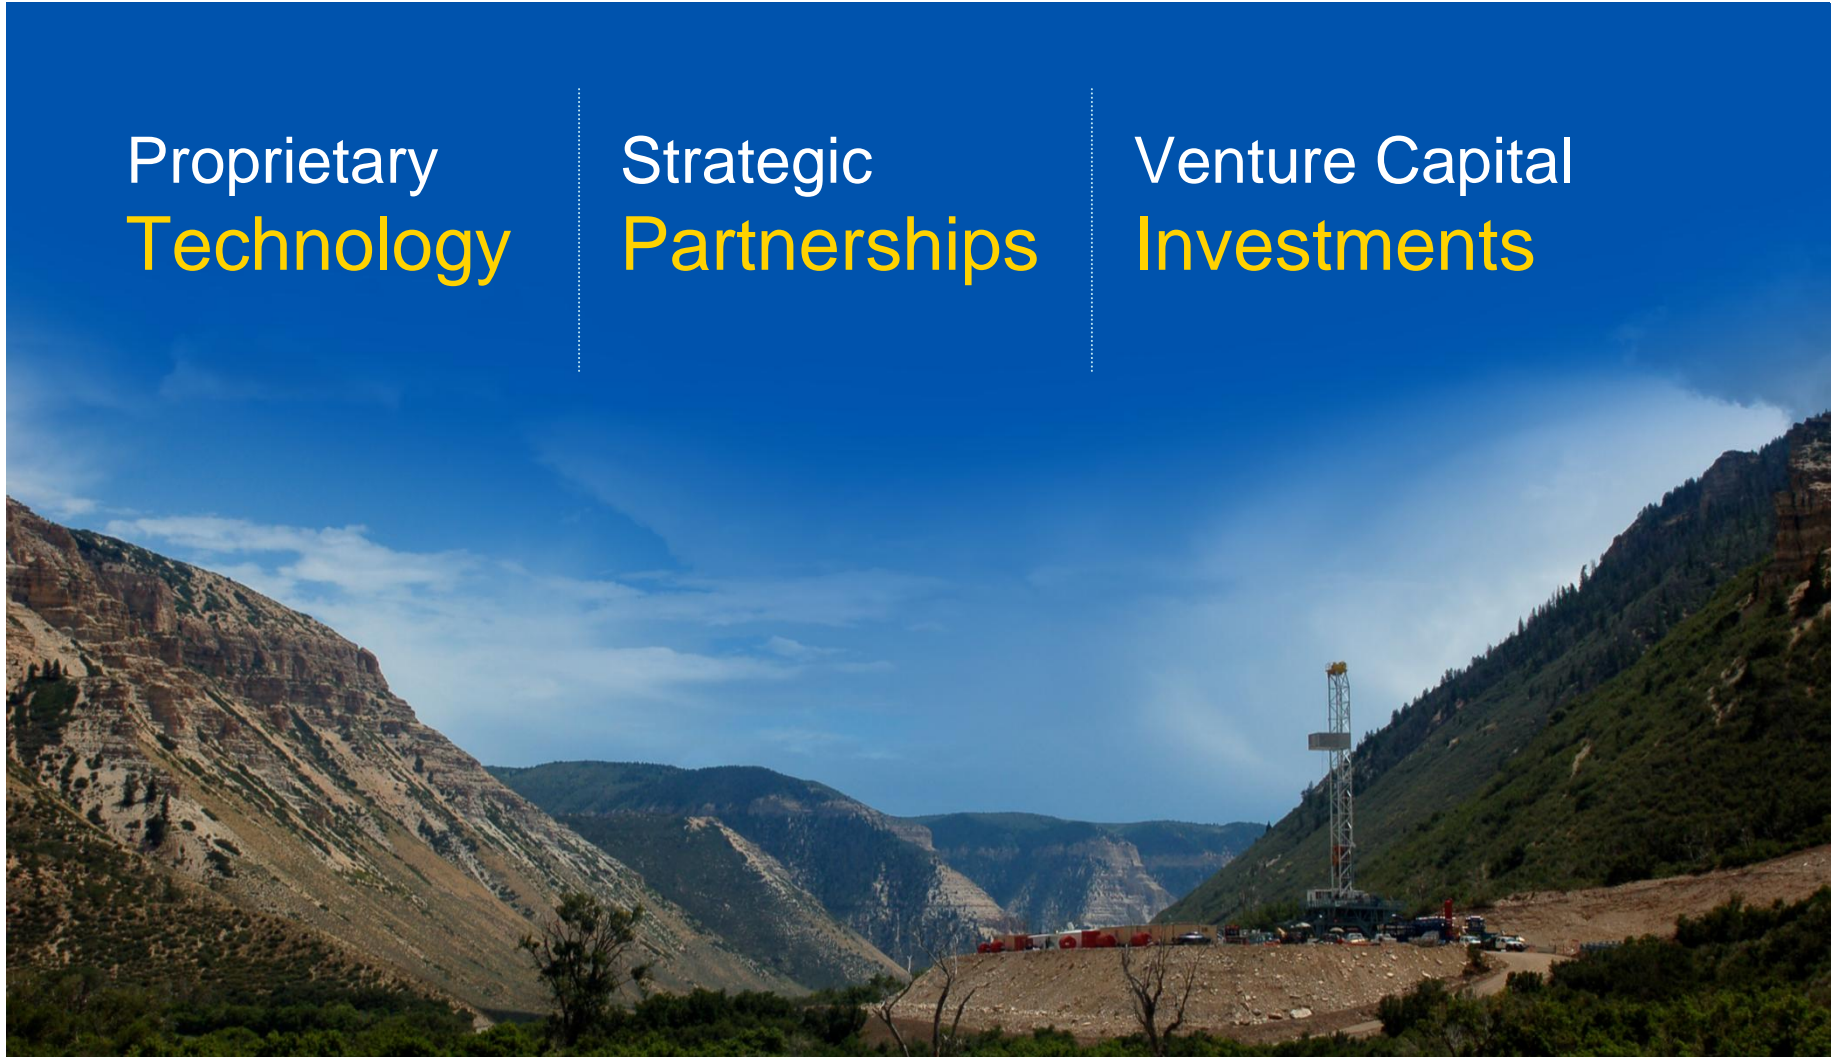 Proprietary
Technology
Strategic
Partnerships
Venture Capital
Investments